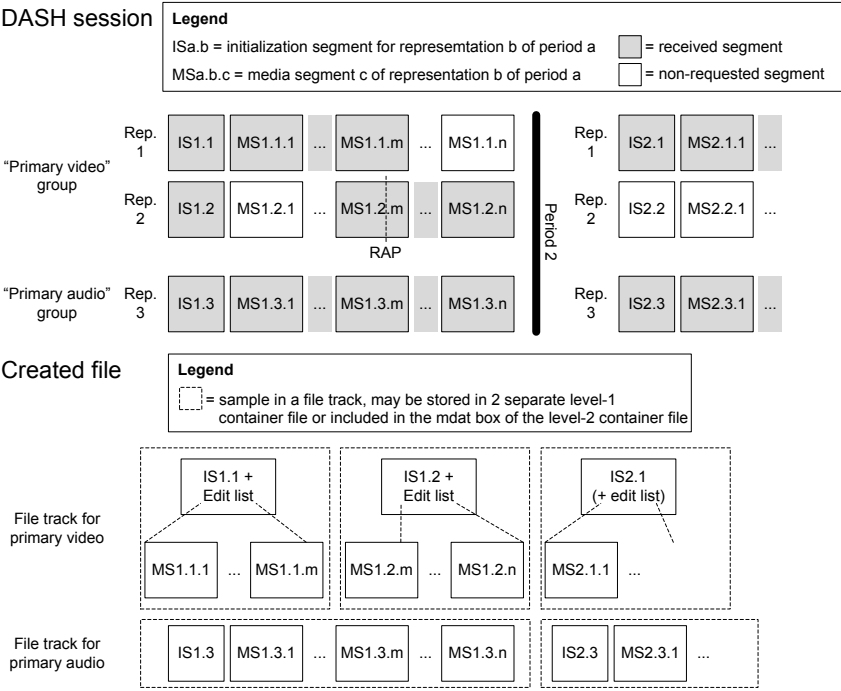 DASH session
Legend
ISa.b = initialization segment for represemtation b of period a
= received segment
MSa.b.c = media segment c of representation b of period a
= non-requested segment
“Primary video” group
Rep. 1
IS1.1 MS1.1.1 ... MS1.1.m ... MS1.1.n
Rep. 1
IS2.1 MS2.1.1 ...
Rep. 2
IS1.2 MS1.2.1 ... MS1.2.m ... MS1.2.n
Rep. 2
IS2.2 MS2.2.1 ...
RAP
Period 2
“Primary audio” group
Rep. 3
IS1.3 MS1.3.1 ... MS1.3.m ... MS1.3.n
Rep. 3
IS2.3 MS2.3.1 ...
Created file
Legend
= sample in a file track, may be stored in 2 separate level-1
container file or included in the mdat box of the level-2 container file
File track for
primary video
IS1.1 +
Edit list
IS1.2 +
Edit list
IS2.1
(+ edit list)
MS1.1.1 ... MS1.1.m
MS1.2.m ... MS1.2.n
MS2.1.1 ...
File track for
primary audio
IS1.3 MS1.3.1 ... MS1.3.m ... MS1.3.n
IS2.3 MS2.3.1 ...